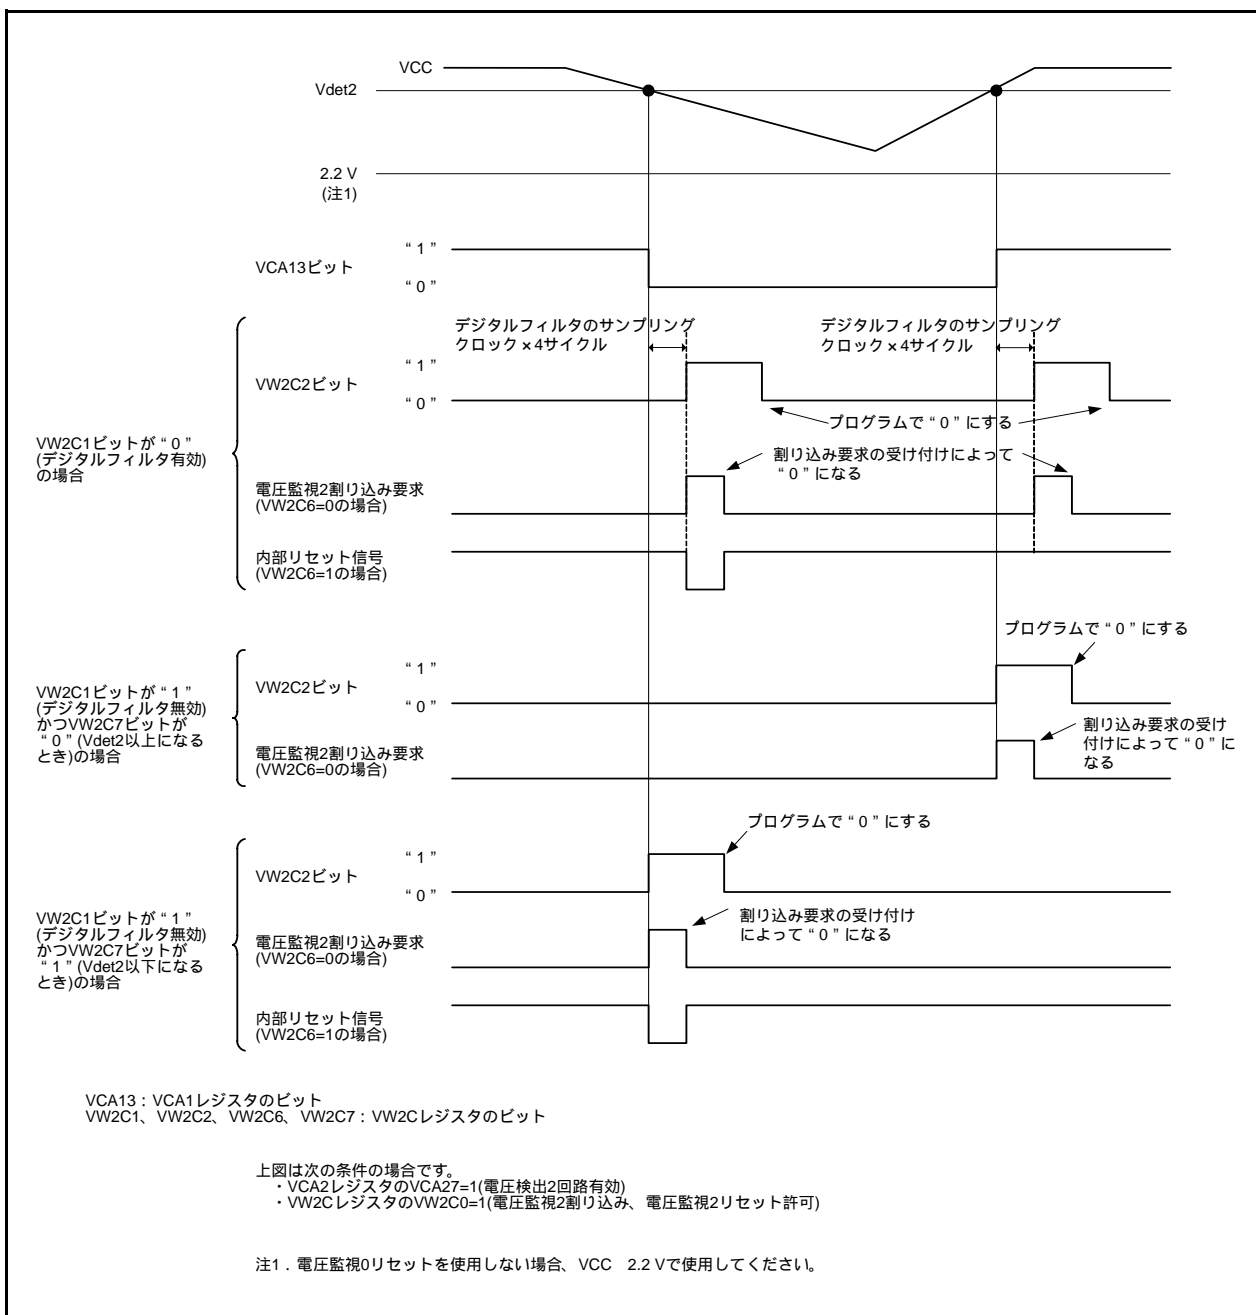 VCC
Vdet2
2.2 V
(注1)
“ 1 ”
VCA13ビット
“ 0 ”
デジタルフィルタのサンプリング
クロック×4サイクル
デジタルフィルタのサンプリング
クロック×4サイクル
“ 1 ”
VW2C2ビット
“ 0 ”
プログラムで“ 0 ”にする
VW2C1ビットが“ 0 ”
(デジタルフィルタ有効)
の場合
割り込み要求の受け付けによって
“ 0 ”になる
電圧監視2割り込み要求
(VW2C6=0の場合)
内部リセット信号
(VW2C6=1の場合)
プログラムで“ 0 ”にする
“ 1 ”
VW2C2ビット
“ 0 ”
VW2C1ビットが“ 1 ”
(デジタルフィルタ無効)
かつVW2C7ビットが
“ 0 ”(Vdet2以上になる
とき)の場合
割り込み要求の受け
付けによって“ 0 ”に
なる
電圧監視2割り込み要求
(VW2C6=0の場合)
プログラムで“ 0 ”にする
“ 1 ”
VW2C2ビット
“ 0 ”
VW2C1ビットが“ 1 ”
(デジタルフィルタ無効)
かつVW2C7ビットが
“ 1 ”(Vdet2以下になる
とき)の場合
割り込み要求の受け付け
によって“ 0 ”になる
電圧監視2割り込み要求
(VW2C6=0の場合)
内部リセット信号
(VW2C6=1の場合)
VCA13：VCA1レジスタのビット
VW2C1、VW2C2、VW2C6、VW2C7：VW2Cレジスタのビット
上図は次の条件の場合です。
・VCA2レジスタのVCA27=1(電圧検出2回路有効)
・VW2CレジスタのVW2C0=1(電圧監視2割り込み、電圧監視2リセット許可)
注1．電圧監視0リセットを使用しない場合、VCC　2.2 Vで使用してください。